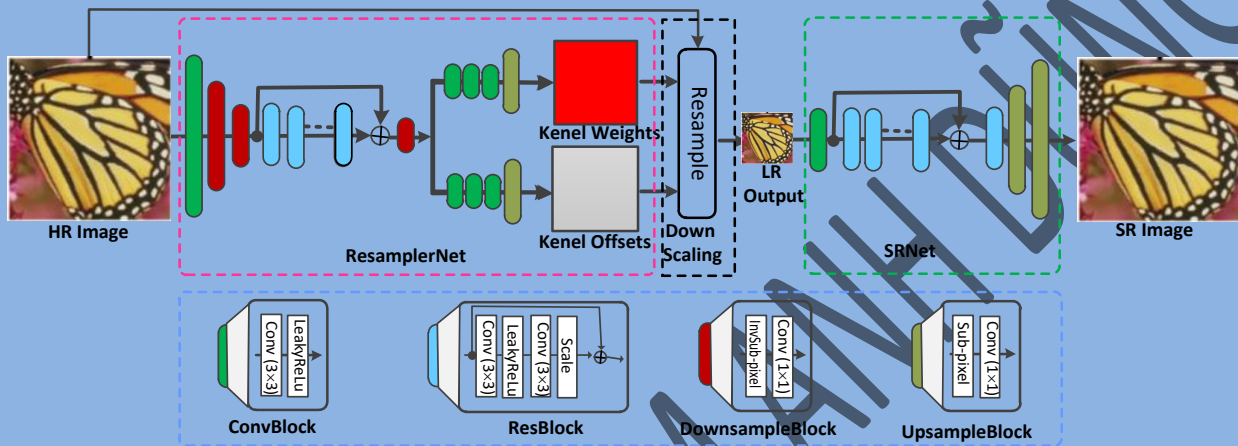 HR Image
ResamplerNet
Kenel Weights
Kenel Offsets
Resample
Down
Scaling
LR
Output
SRNet
SR Image
Conv (3×3)
LeakyReLu
ConvBlock
Conv (3×3)
LeakyReLu
Conv (3×3)
Scale
ResBlock
InvSub-pixel
Conv (1×1)
DownsampleBlock
Sub-pixel
Conv (1×1)
UpsampleBlock